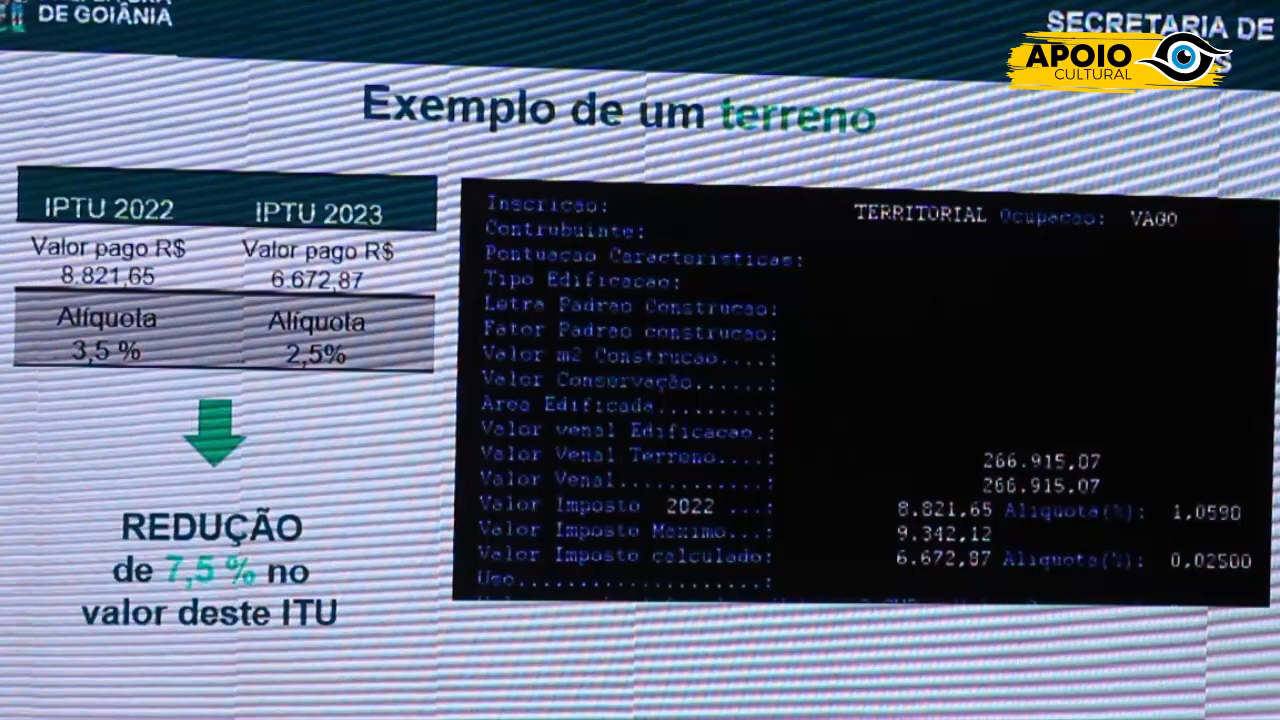 DE GOIÂNIA
SECRETARIA DE
APOIO
CULTURAL
Exemplo de um terreno
IPTU 2022 IPTU 2023
Valor pago R$ Valor pago R$
8.821,65 6.672,87
Alíquota Alíquota
3,5 % 2,5%
REDUÇÃO
de 7,5 % no
valor deste ITU
Inscricao: TERRITORIAL Ocupacao: VAGO
Contrubuinte:
Pontuacao Caracteristicas:
Tipo Edificacao:
Letra Padrao Construcao:
Fator Padrao construcao:
Valor m2 Construcao....:
Valor Conservação......:
Area Edificada.........:
Valor venal Edificacao.:
Valor Venal Terreno....: 266.915,07
Valor Venal............: 266.915,07
Valor Imposto 2022 ...: 8.821,65 Aliquota(%): 1,0590
Valor Imposto Maximo...: 9.342,12
Valor Imposto calculado: 6.672,87 Aliquota(%): 0,02500
Uso....................: